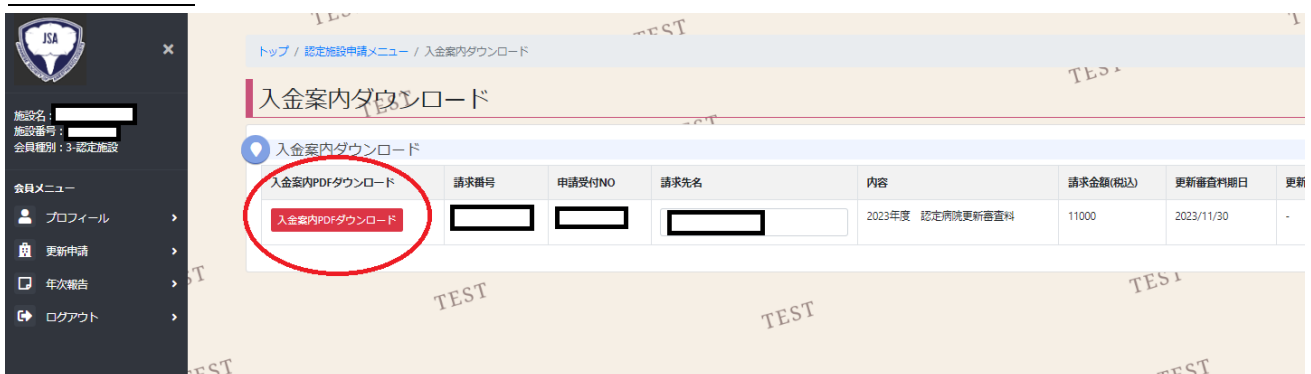 JSA
×
施設名：
施設番号：
会員種別：3-認定施設
会員メニュー
プロフィール
更新申請
年次報告
ログアウト
トップ / 認定施設申請メニュー / 入金案内ダウンロード
入金案内ダウンロード
入金案内ダウンロード
入金案内PDFダウンロード 請求番号 申請受付NO 請求先名 内容 請求金額(税込) 更新審査料期日 更新
入金案内PDFダウンロード 2023年度 認定病院更新審査料 11000 2023/11/30 -
TEST
TEST
TEST
TEST
TEST
TEST
TEST
TEST